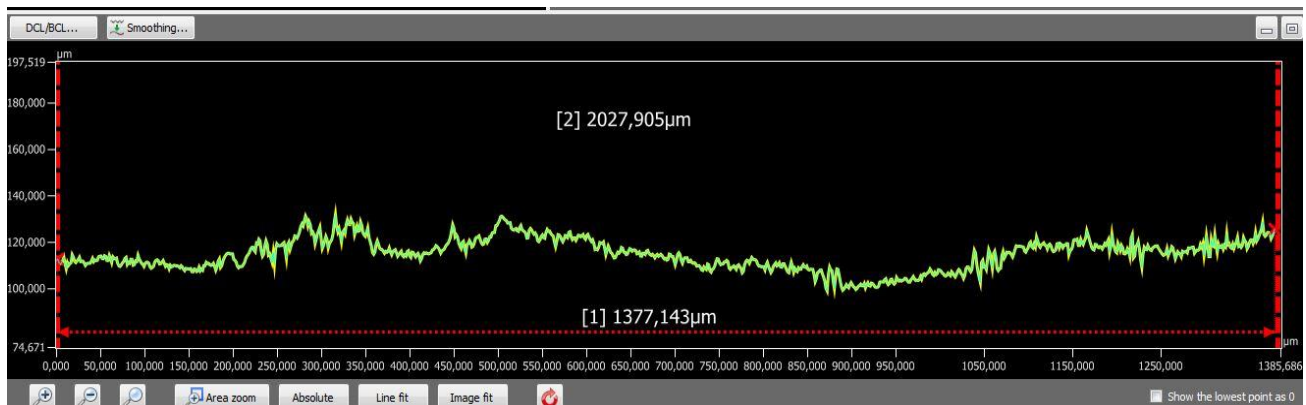 DCL/BCL... Smoothing...
µm
197,519
180,000
[2] 2027,905µm
160,000
140,000
120,000
100,000
[1] 1377,143µm
74,671
µm
0,000 50,000 100,000 150,000 200,000 250,000 300,000 350,000 400,000 450,000 500,000 550,000 600,000 650,000 700,000 750,000 800,000 850,000 900,000 950,000 1050,000 1150,000 1250,000 1385,686
Area zoom Absolute Line fit Image fit Show the lowest point as 0